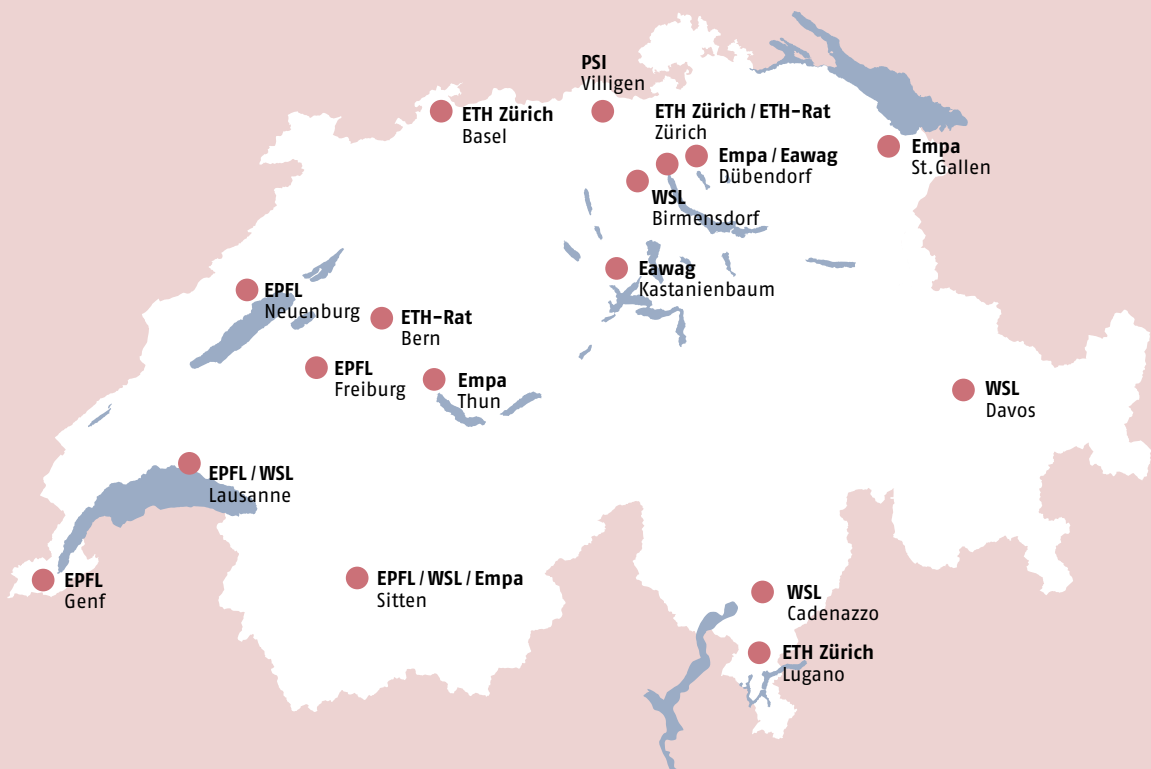 PSI
Villigen
ETH Zürich
Basel
ETH Zürich / ETH-Rat
Zürich
Empa / Eawag
Dübendorf
Empa
St.Gallen
WSL
Birmensdorf
Eawag
Kastanienbaum
EPFL
Neuenburg
ETH-Rat
Bern
EPFL
Freiburg
Empa
Thun
WSL
Davos
EPFL / WSL
Lausanne
EPFL
Genf
EPFL / WSL / Empa
Sitten
WSL
Cadenazzo
ETH Zürich
Lugano